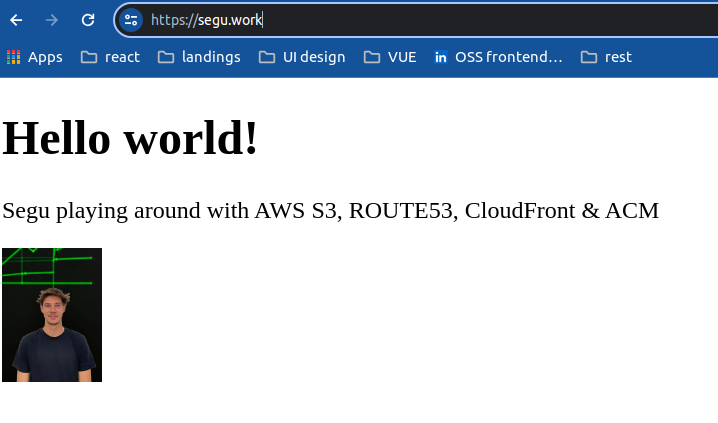 https://segu.work
Apps react landings UI design VUE in OSS frontend… rest
Hello world!
Segu playing around with AWS S3, ROUTE53, CloudFront & ACM